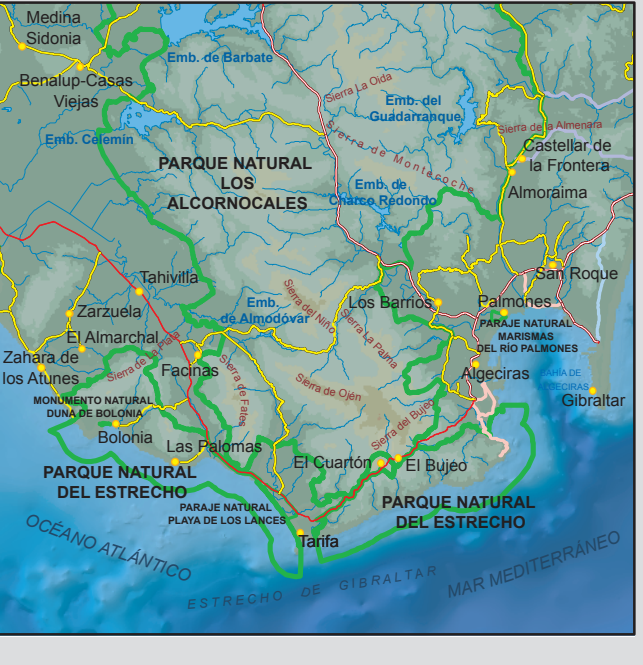 Medina
Sidonia
Benalup-Casas
Viejas
Emb. de Barbate
Sierra La Oida
Emb. del
Guadarranque
Sierra de la Almenara
Emb. Celemín
Sierra de Montecoche
Castellar de
la Frontera
PARQUE NATURAL
LOS
ALCORNOCALES
Emb. de
Charco Redondo
Almoraima
Tahivilla
San Roque
Zarzuela
Emb.
de Almodóvar
Sierra del Niño
Los Barrios
Palmones
PARAJE NATURAL
MARISMAS
DEL RÍO PALMONES
El Almarchal
Sierra La Palma
Zahara de
los Atunes
Sierra de La Plata
Facinas
Sierra de Fates
Sierra de Ojén
Algeciras
BAHÍA DE
ALGECIRAS
Gibraltar
MONUMENTO NATURAL
DUNA DE BOLONIA
Bolonia
Las Palomas
Sierra del Bujeo
El Cuartón
El Bujeo
PARQUE NATURAL
DEL ESTRECHO
PARAJE NATURAL
PLAYA DE LOS LANCES
PARQUE NATURAL
DEL ESTRECHO
Tarifa
OCÉANO ATLÁNTICO
ESTRECHO DE GIBRALTAR
MAR MEDITERRÁNEO